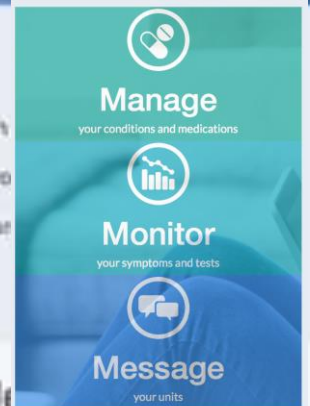 Manage
your conditions and medications
Monitor
your symptoms and tests
Message
your units